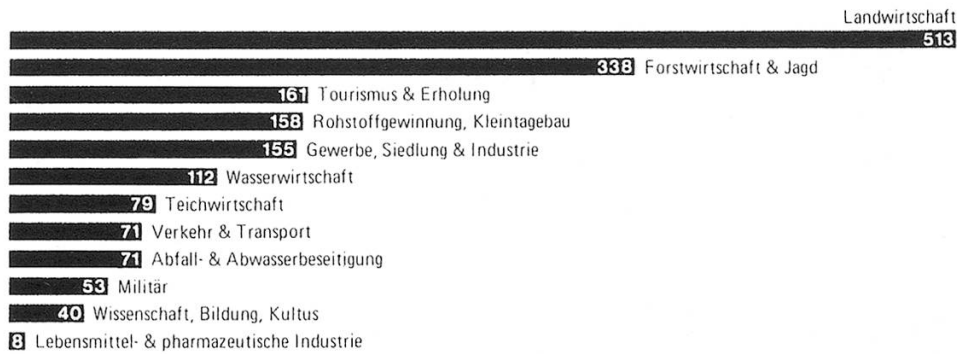 Landwirtschaft
513
338 Forstwirtschaft & Jagd
161 Tourismus & Erholung
158 Rohstoffgewinnung, Kleintagebau
155 Gewerbe, Siedlung & Industrie
112 Wasserwirtschaft
79 Teichwirtschaft
71 Verkehr & Transport
71 Abfall- & Abwasserbeseitigung
53 Militär
40 Wissenschaft, Bildung, Kultus
8 Lebensmittel- & pharmazeutische Industrie